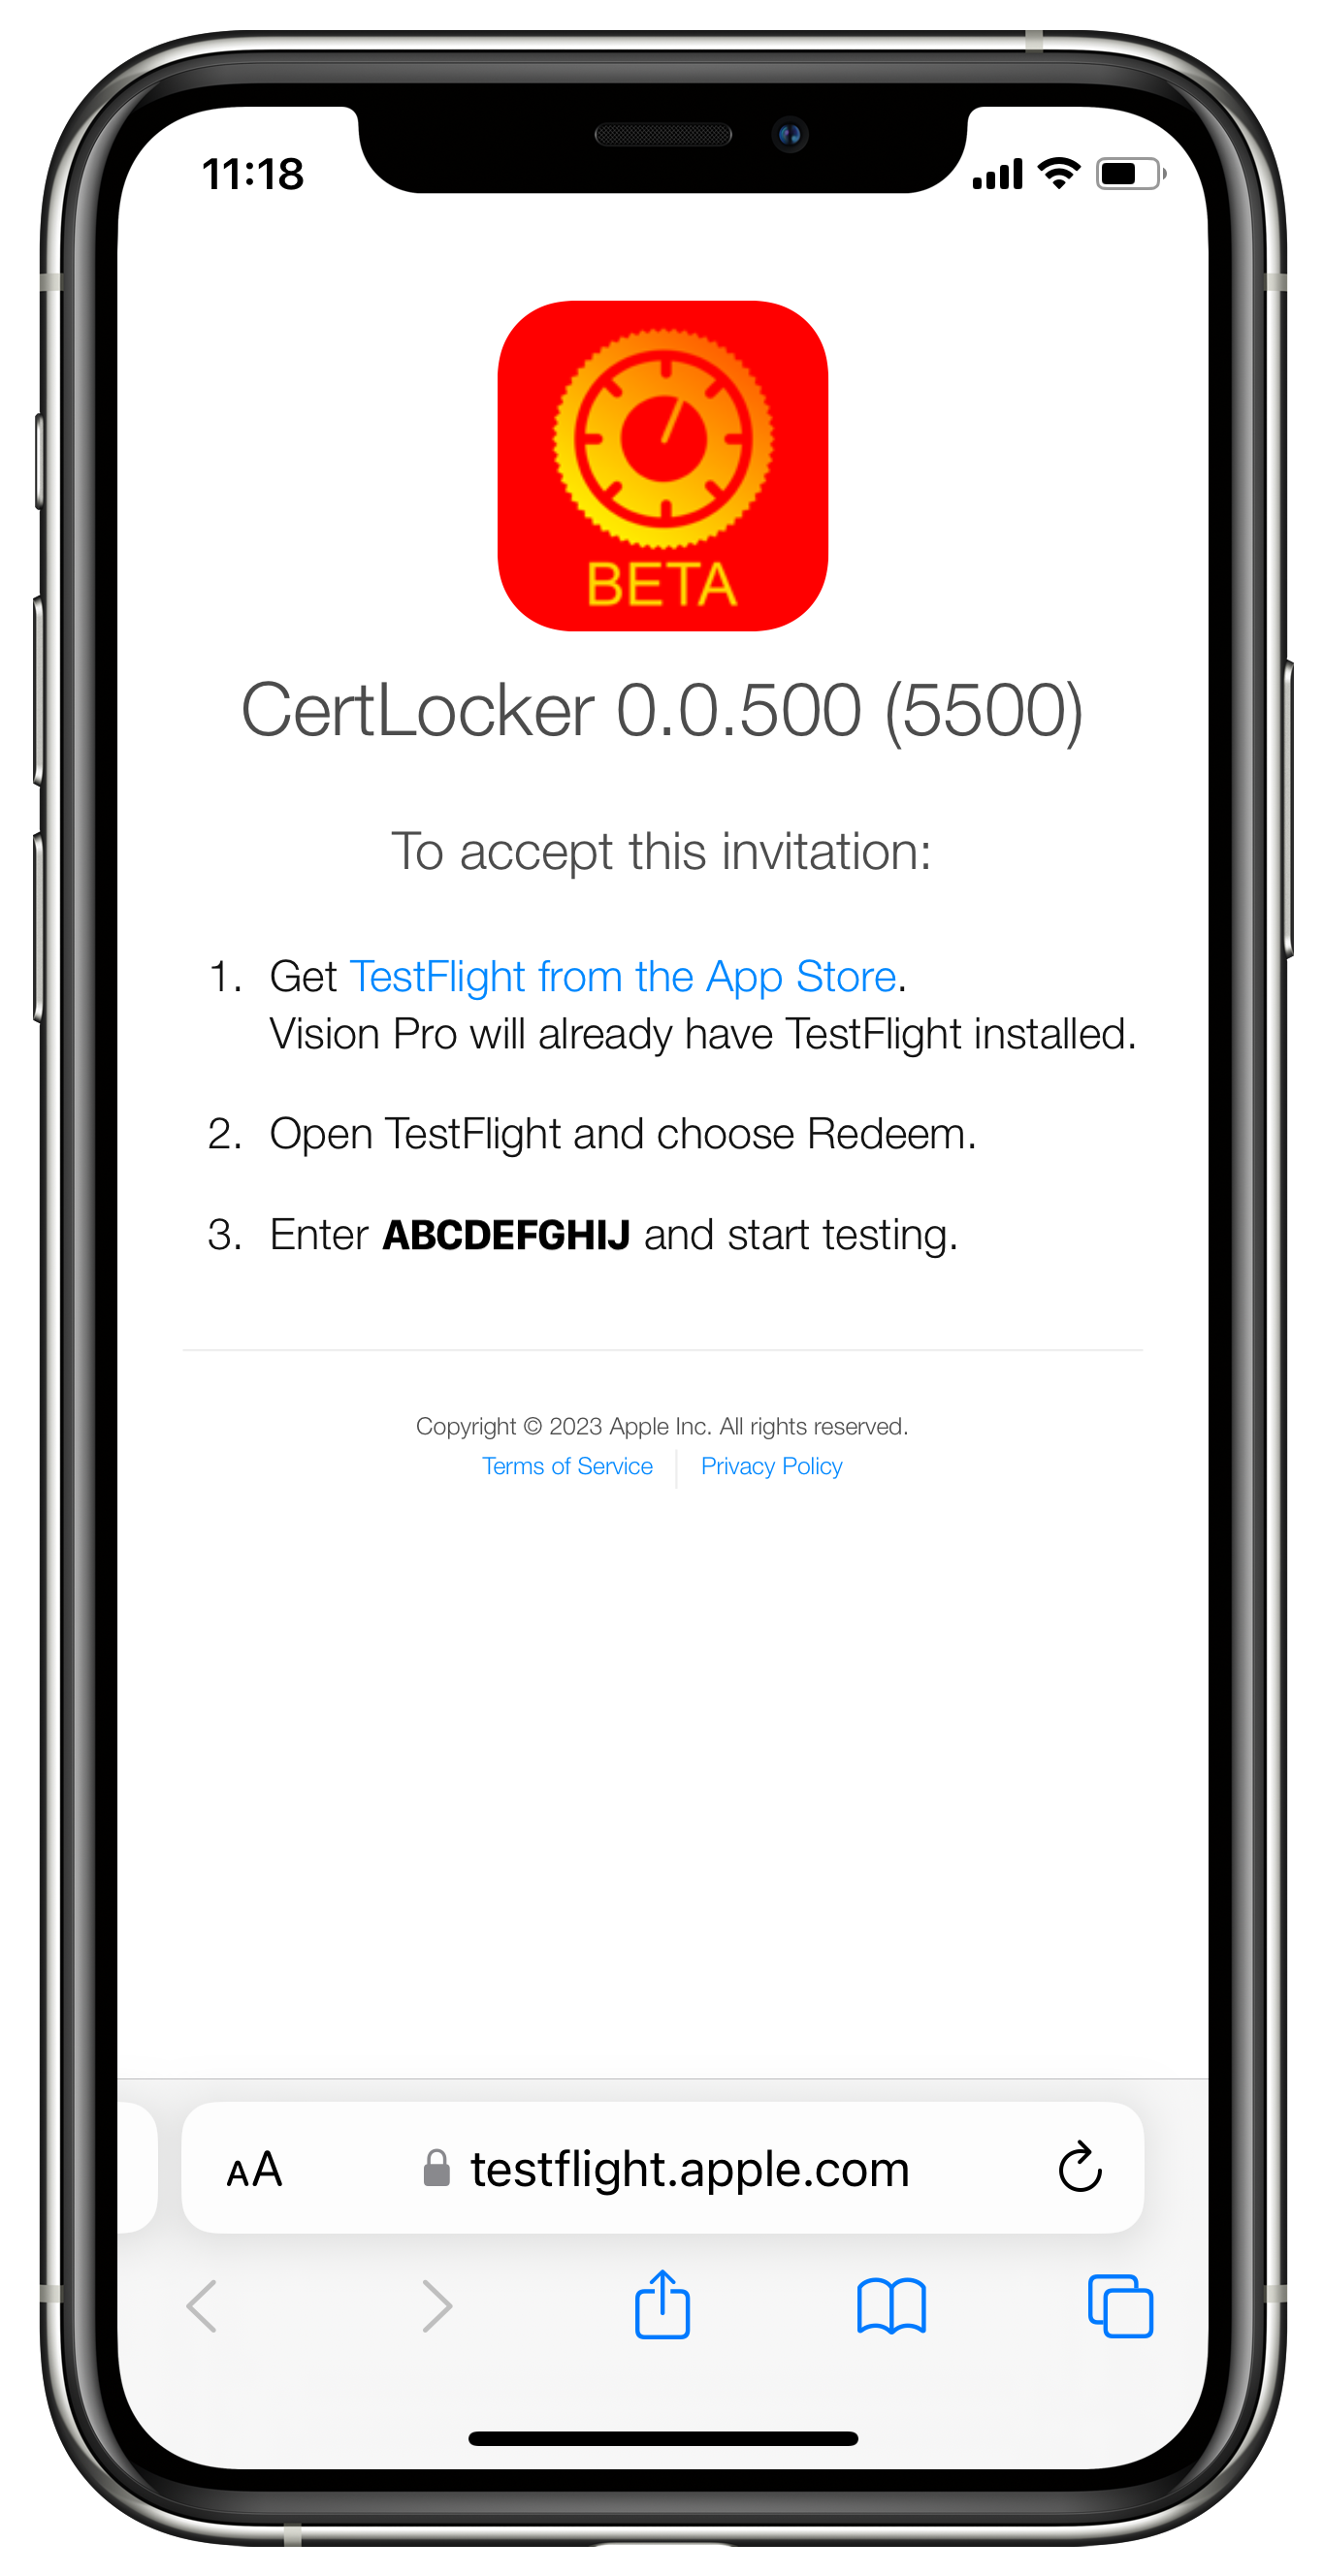 11:18
BETA
CertLocker 0.0.500 (5500)
To accept this invitation:
1. Get TestFlight from the App Store.
Vision Pro will already have TestFlight installed.
2. Open TestFlight and choose Redeem.
3. Enter ABCDEFGHIJ and start testing.
Copyright © 2023 Apple Inc. All rights reserved.
Terms of Service Privacy Policy
AA testflight.apple.com